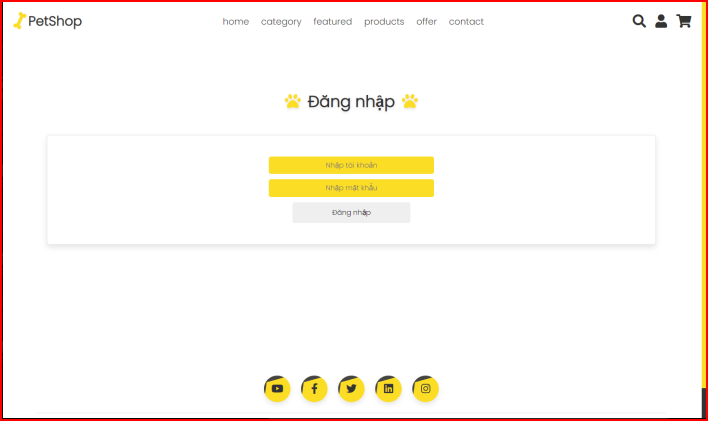 PetShop
home category featured products offer contact
Đăng nhập
Nhập tài khoản
Nhập mật khẩu
Đăng nhập